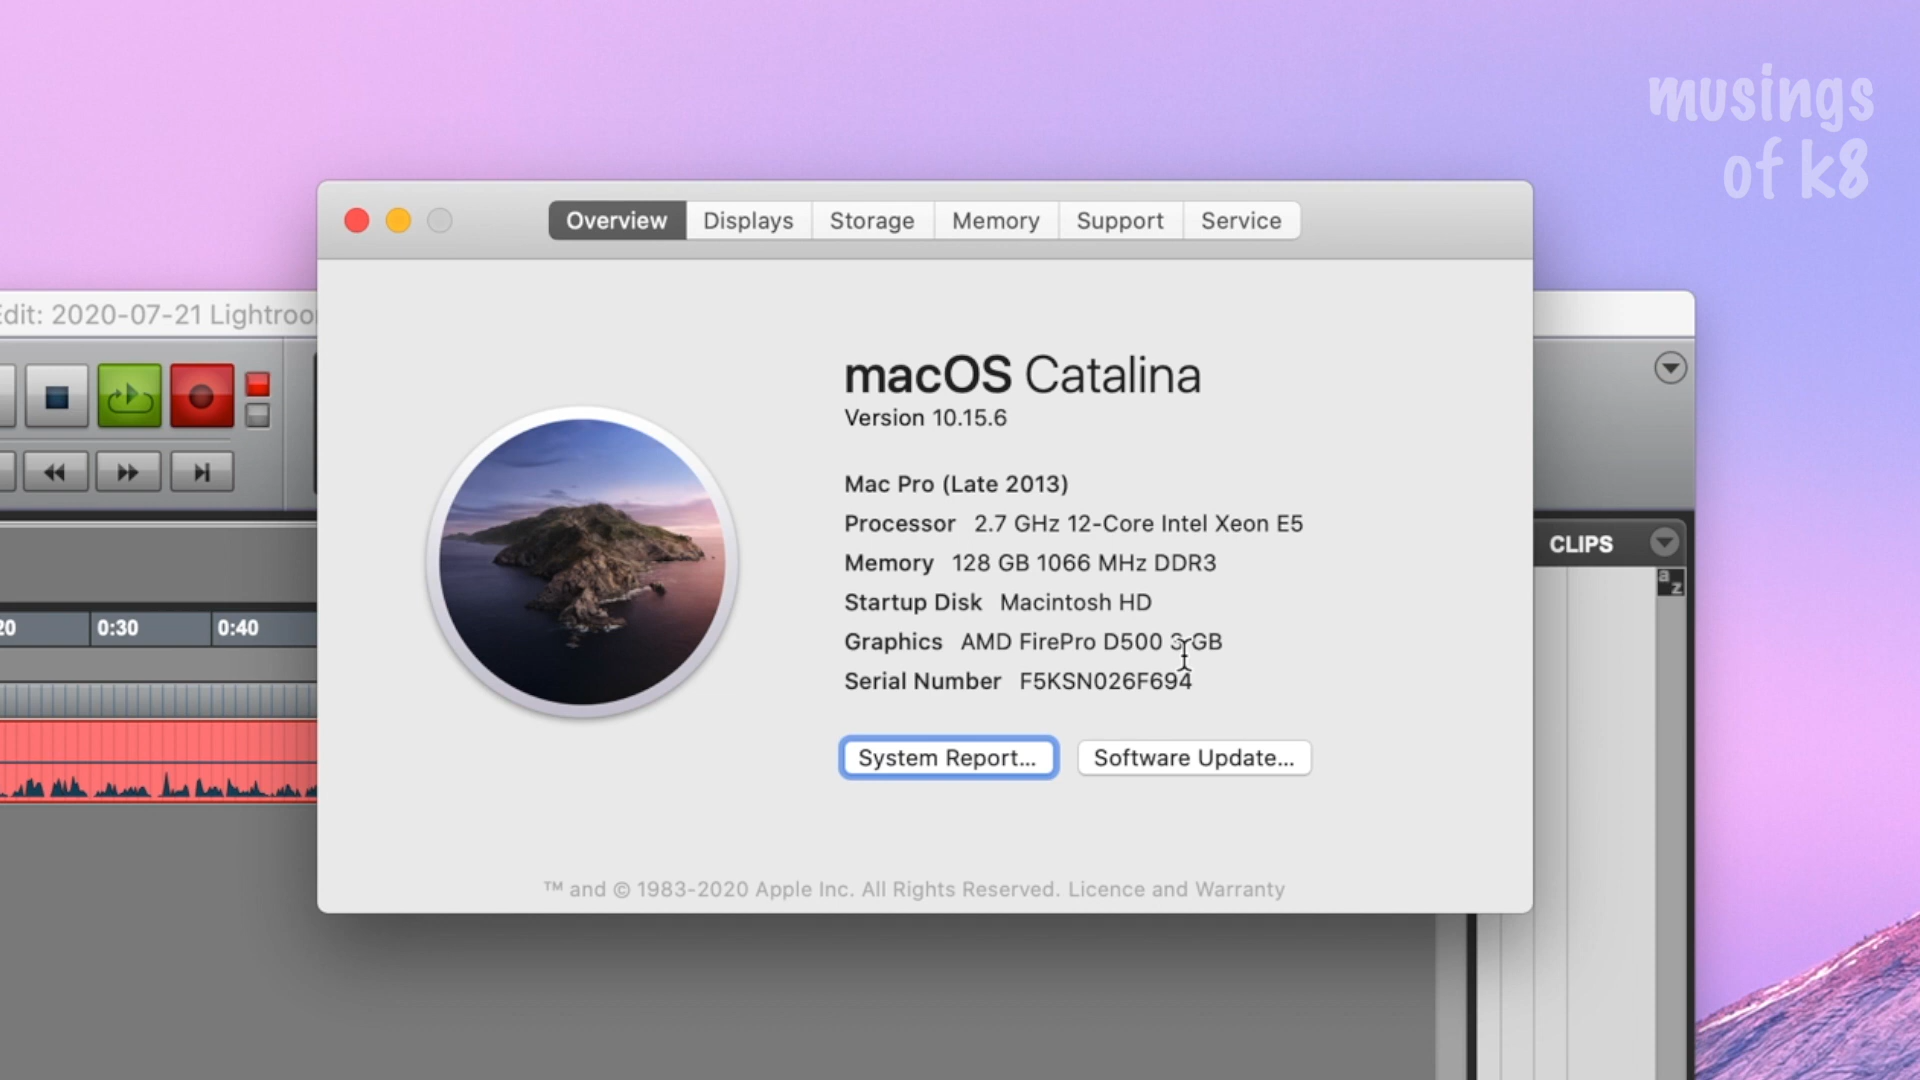 musings
of k8
Overview Displays Storage Memory Support Service
Edit: 2020-07-21 Lightroo
macOS Catalina
Version 10.15.6
Mac Pro (Late 2013)
Processor 2.7 GHz 12-Core Intel Xeon E5
CLIPS
a
z
Memory 128 GB 1066 MHz DDR3
Startup Disk Macintosh HD
20 0:30 0:40
Graphics AMD FirePro D500 3 GB
Serial Number F5KSN026F694
System Report... Software Update...
™ and © 1983-2020 Apple Inc. All Rights Reserved. Licence and Warranty